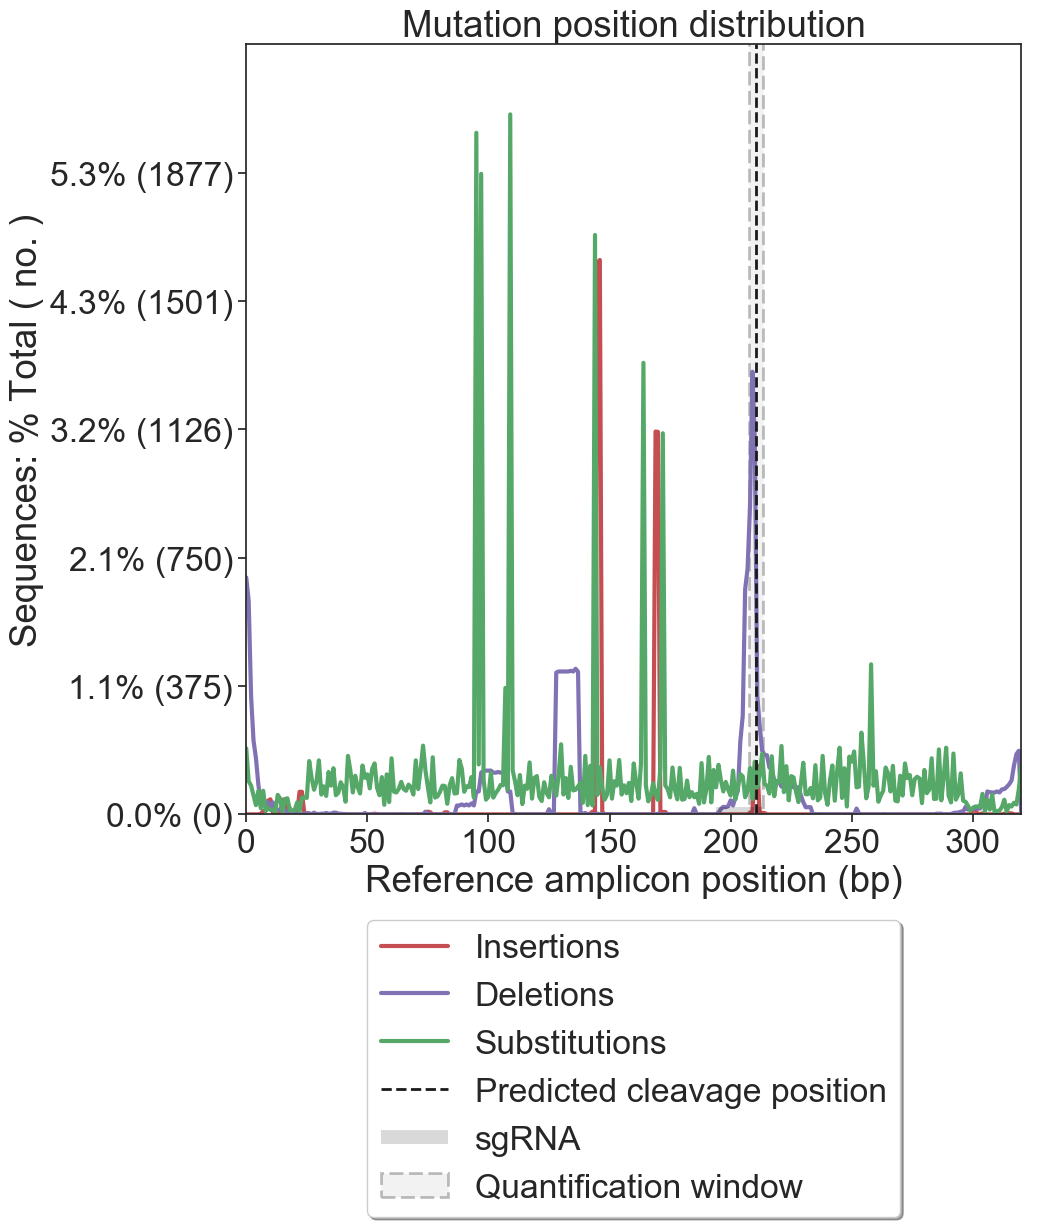 Mutation position distribution
Sequences: % Total ( no. )
5.3% (1877)
4.3% (1501)
3.2% (1126)
2.1% (750)
1.1% (375)
0.0% (0)
0 50 100 150 200 250 300
Reference amplicon position (bp)
Insertions
Deletions
Substitutions
Predicted cleavage position
sgRNA
Quantification window